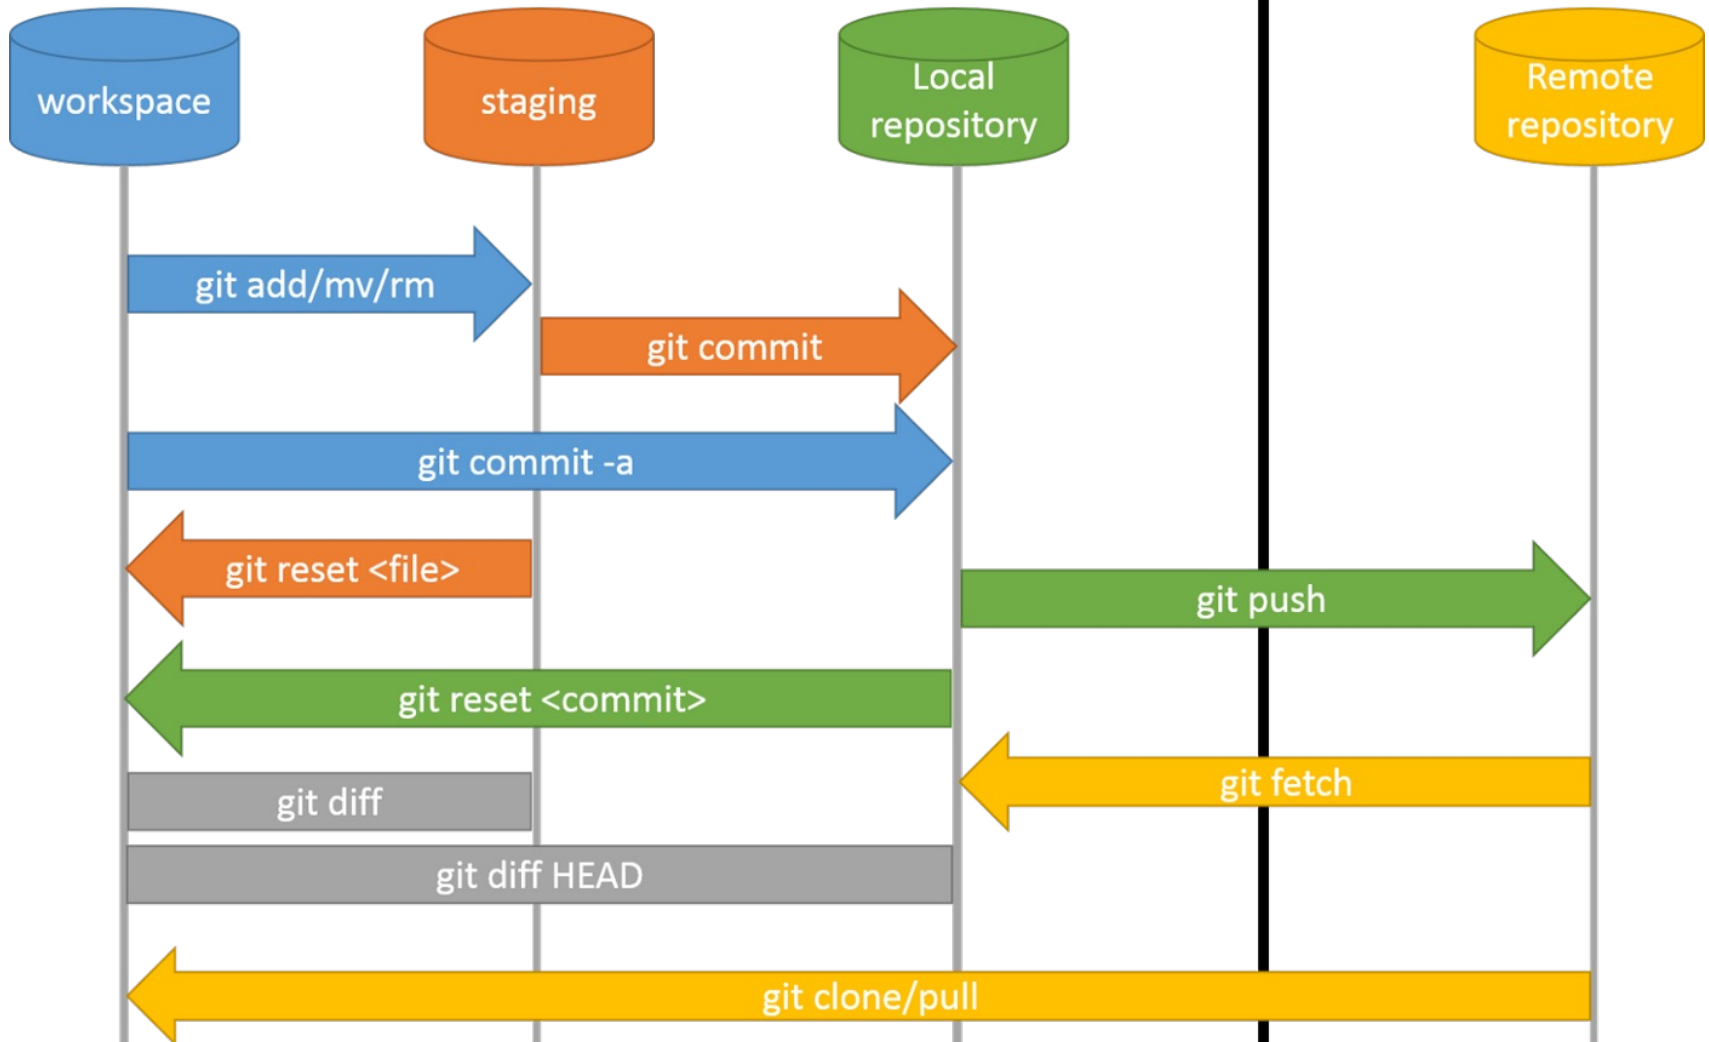 workspace
staging
Local
repository
Remote
repository
git add/mv/rm
git commit
git commit -a
git reset <file>
git push
git reset <commit>
git fetch
git diff
git diff HEAD
git clone/pull